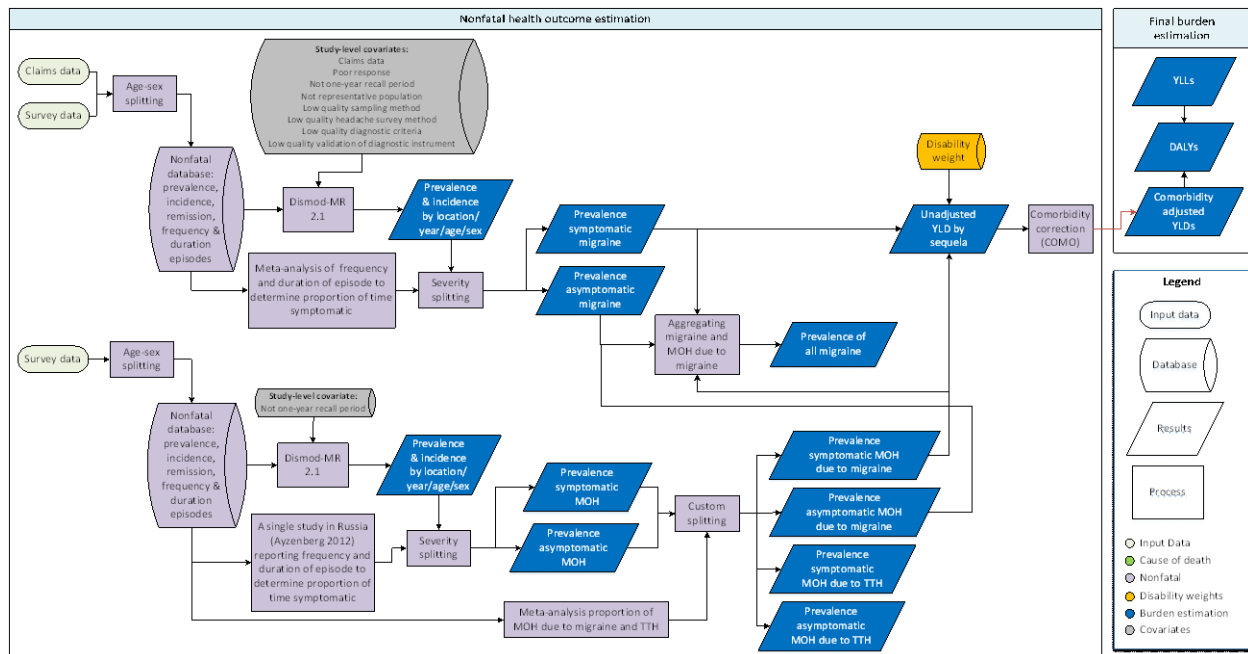 Nonfatal health outcome estimation
Claims data
Survey data
Age-sex
splitting
Study-level covariates:
Claims data
Poor response
Not one-year recall period
Not representative population
Low quality sampling method
Low quality headache survey method
Low quality diagnostic criteria
Low quality validation of diagnostic instrument
Nonfatal
database:
prevalence,
incidence,
remission,
frequency &
duration
episodes
Dismod-MR
2.1
Prevalence
& incidence
by location/
year/age/sex
Meta-analysis of frequency
and duration of episode to
determine proportion of time
symptomatic
Severity
splitting
Prevalence
symptomatic
migraine
Prevalence
asymptomatic
migraine
Aggregating
migraine and
MOH due to
migraine
Prevalence of
all migraine
Disability
weight
Unadjusted
YLD by
sequela
Comorbidity
correction
(COMO)
Survey data
Age-sex
splitting
Nonfatal
database:
prevalence,
incidence,
remission,
frequency &
duration
episodes
Study-level covariate:
Not one-year recall period
Dismod-MR
2.1
Prevalence
& incidence
by location/
year/age/sex
A single study in Russia
(Ayzenberg 2012)
reporting frequency and
duration of episode to
determine proportion of
time symptomatic
Severity
splitting
Prevalence
symptomatic
MOH
Prevalence
asymptomatic
MOH
Meta-analysis proportion of
MOH due to migraine and TTH
Custom
splitting
Prevalence
symptomatic MOH
due to migraine
Prevalence
asymptomatic MOH
due to migraine
Prevalence
symptomatic
MOH due to TTH
Prevalence
asymptomatic
MOH due to TTH
Final burden
estimation
YLLs
DALYs
Comorbidity
adjusted
YLDs
Legend
Input data
Database
Results
Process
Input Data
Cause of death
Nonfatal
Disability weights
Burden estimation
Covariates